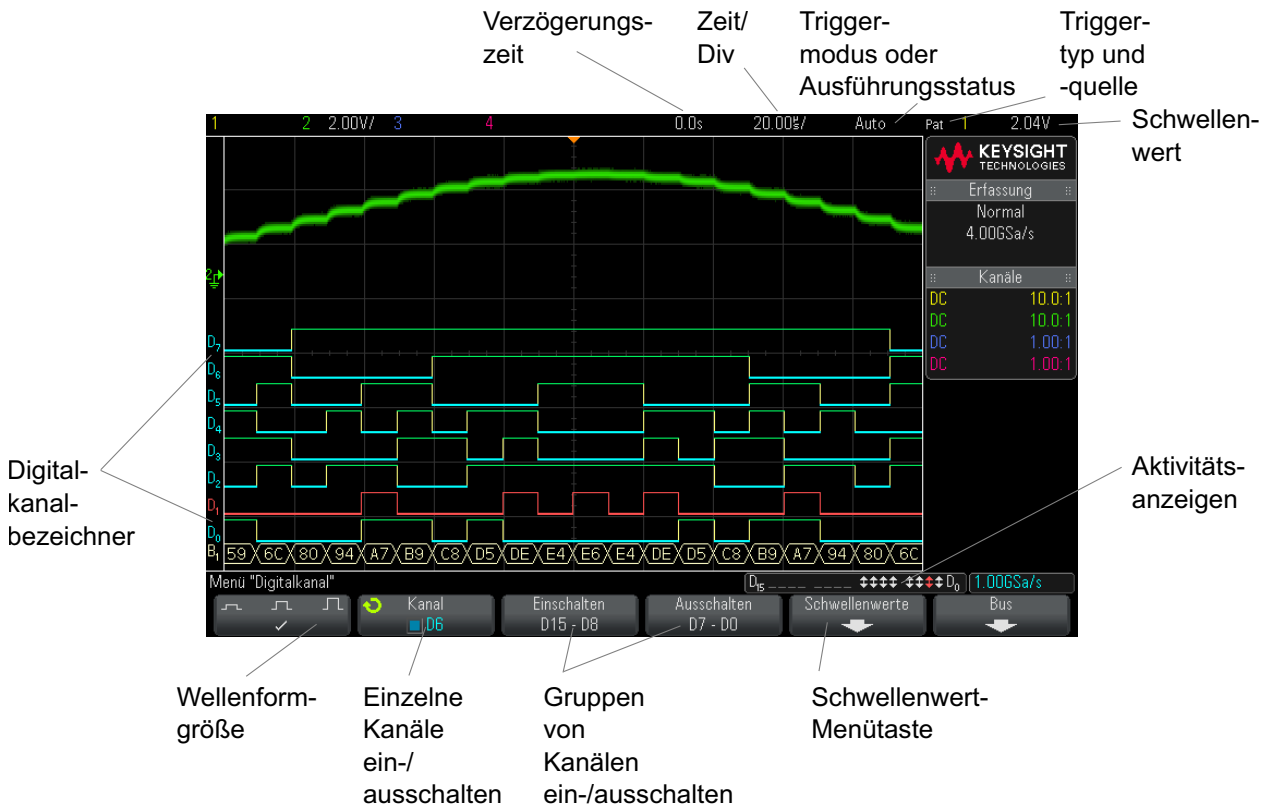 Verzögerungs-
zeit
Zeit/
Div
Trigger-
modus oder
Ausführungsstatus
Trigger-
typ und
-quelle
Schwellen-
wert
1 2 2.00V/ 3 4 0.0s 20.00µs/ Auto Pat 1 2.04V
KEYSIGHT
TECHNOLOGIES
Erfassung
Normal
4.00GSa/s
Kanäle
DC 10.0:1
DC 10.0:1
DC 1.00:1
DC 1.00:1
2
D7
D6
D5
D4
D3
D2
D1
D0
B1 59 6C 80 94 A7 B9 C8 D5 DE E4 E6 E4 DE D5 C8 B9 A7 94 80 6C
Digital-
kanal-
bezeichner
Aktivitäts-
anzeigen
Menü "Digitalkanal"
D15 D0 1.00GSa/s
Kanal
D6
Einschalten
D15 - D8
Ausschalten
D7 - D0
Schwellenwerte
Bus
Wellenform-
größe
Einzelne
Kanäle
ein-/
ausschalten
Gruppen
von
Kanälen
ein-/ausschalten
Schwellenwert-
Menütaste